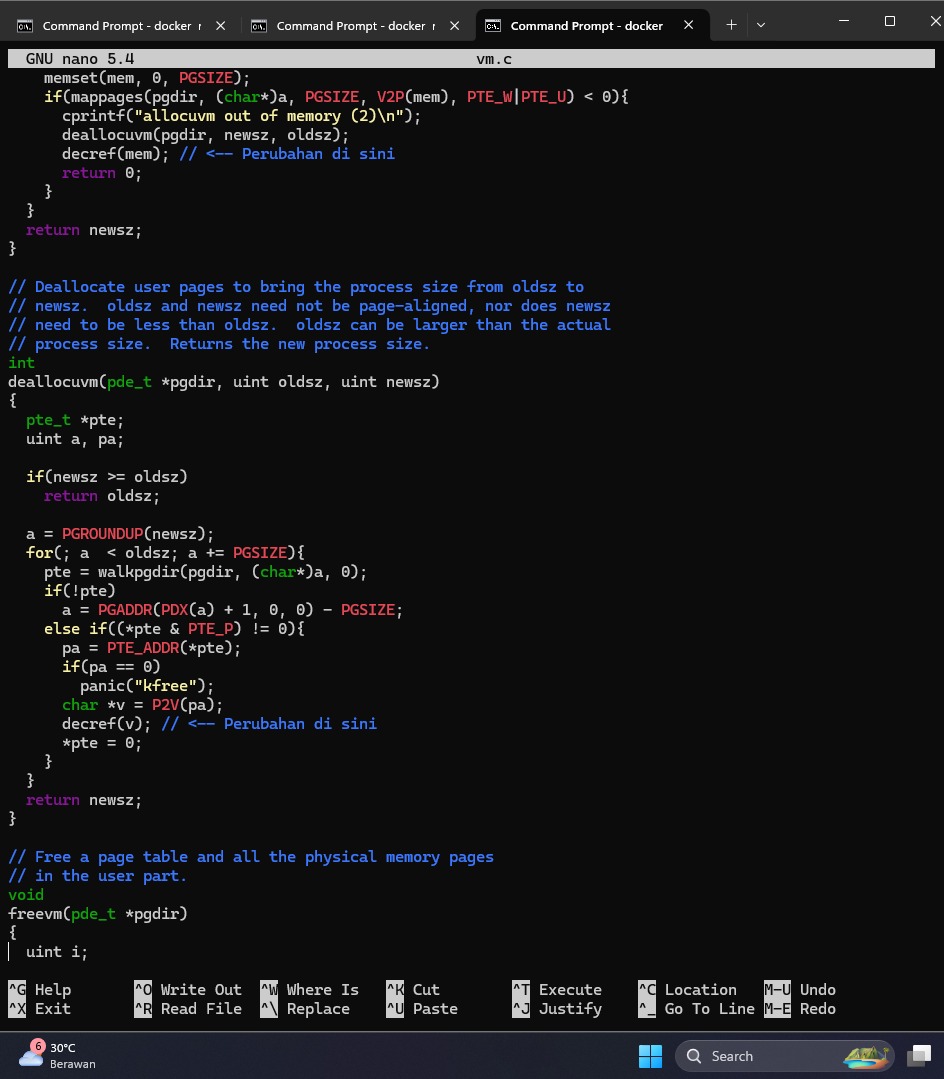 Command Prompt - docker r
Command Prompt - docker r
Command Prompt - docker
GNU nano 5.4 vm.c
    memset(mem, 0, PGSIZE);
    if(mappages(pgdir, (char*)a, PGSIZE, V2P(mem), PTE_W|PTE_U) < 0){
      cprintf("allocuvm out of memory (2)\n");
      deallocuvm(pgdir, newsz, oldsz);
      decref(mem); // <-- Perubahan di sini
      return 0;
    }
  }
  return newsz;
}
// Deallocate user pages to bring the process size from oldsz to
// newsz.  oldsz and newsz need not be page-aligned, nor does newsz
// need to be less than oldsz.  oldsz can be larger than the actual
// process size.  Returns the new process size.
int
deallocuvm(pde_t *pgdir, uint oldsz, uint newsz)
{
  pte_t *pte;
  uint a, pa;
  if(newsz >= oldsz)
    return oldsz;
  a = PGROUNDUP(newsz);
  for(; a  < oldsz; a += PGSIZE){
    pte = walkpgdir(pgdir, (char*)a, 0);
    if(!pte)
      a = PGADDR(PDX(a) + 1, 0, 0) - PGSIZE;
    else if((*pte & PTE_P) != 0){
      pa = PTE_ADDR(*pte);
      if(pa == 0)
        panic("kfree");
      char *v = P2V(pa);
      decref(v); // <-- Perubahan di sini
      *pte = 0;
    }
  }
  return newsz;
}
// Free a page table and all the physical memory pages
// in the user part.
void
freevm(pde_t *pgdir)
{
  uint i;
^G Help ^O Write Out ^W Where Is ^K Cut ^T Execute ^C Location M-U Undo
^X Exit ^R Read File ^\ Replace ^U Paste ^J Justify ^_ Go To Line M-E Redo
6
30°C
Berawan
Search